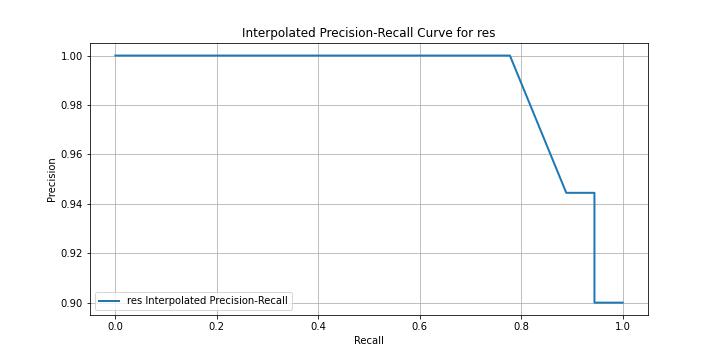 Interpolated Precision-Recall Curve for res
Precision
1.00
0.98
0.96
0.94
0.92
0.90
res Interpolated Precision-Recall
0.0 0.2 0.4 0.6 0.8 1.0
Recall